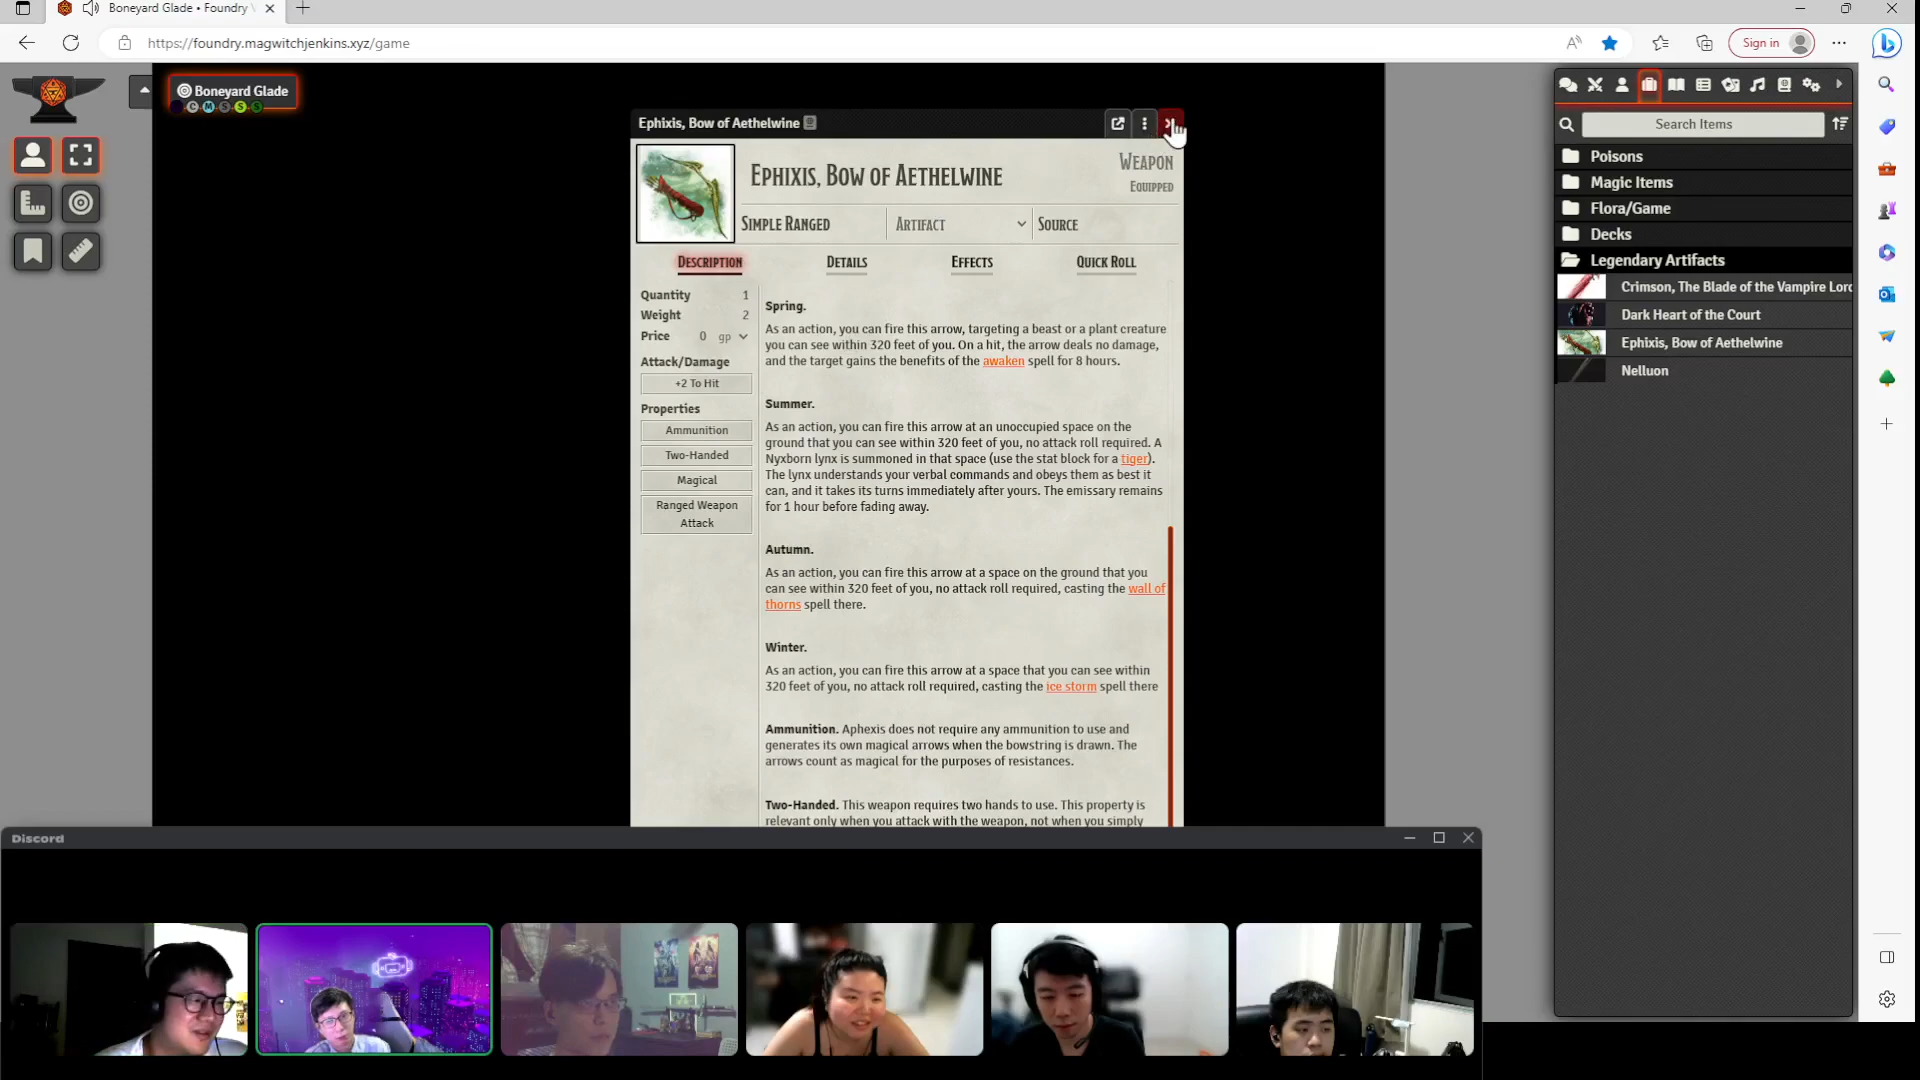 Boneyard Glade • Foundry V
https://foundry.magwitchjenkins.xyz/game
Sign in
Boneyard Glade
C M S S S
Ephixis, Bow of Aethelwine
Ephixis, Bow of Aethelwine
Weapon
Equipped
Simple Ranged
Artifact
Source
Description
Details
Effects
Quick Roll
Quantity 1
Weight 2
Price 0 gp
Attack/Damage
+2 To Hit
Properties
Ammunition
Two-Handed
Magical
Ranged Weapon
Attack
Spring.
As an action, you can fire this arrow, targeting a beast or a plant creature
you can see within 320 feet of you. On a hit, the arrow deals no damage,
and the target gains the benefits of the awaken spell for 8 hours.
Summer.
As an action, you can fire this arrow at an unoccupied space on the
ground that you can see within 320 feet of you, no attack roll required. A
Nyxborn lynx is summoned in that space (use the stat block for a tiger).
The lynx understands your verbal commands and obeys them as best it
can, and it takes its turns immediately after yours. The emissary remains
for 1 hour before fading away.
Autumn.
As an action, you can fire this arrow at a space on the ground that you
can see within 320 feet of you, no attack roll required, casting the wall of
thorns spell there.
Winter.
As an action, you can fire this arrow at a space that you can see within
320 feet of you, no attack roll required, casting the ice storm spell there
Ammunition. Aphexis does not require any ammunition to use and
generates its own magical arrows when the bowstring is drawn. The
arrows count as magical for the purposes of resistances.
Two-Handed. This weapon requires two hands to use. This property is
relevant only when you attack with the weapon, not when you simply
Search Items
Poisons
Magic Items
Flora/Game
Decks
Legendary Artifacts
Crimson, The Blade of the Vampire Lord
Dark Heart of the Court
Ephixis, Bow of Aethelwine
Nelluon
Discord